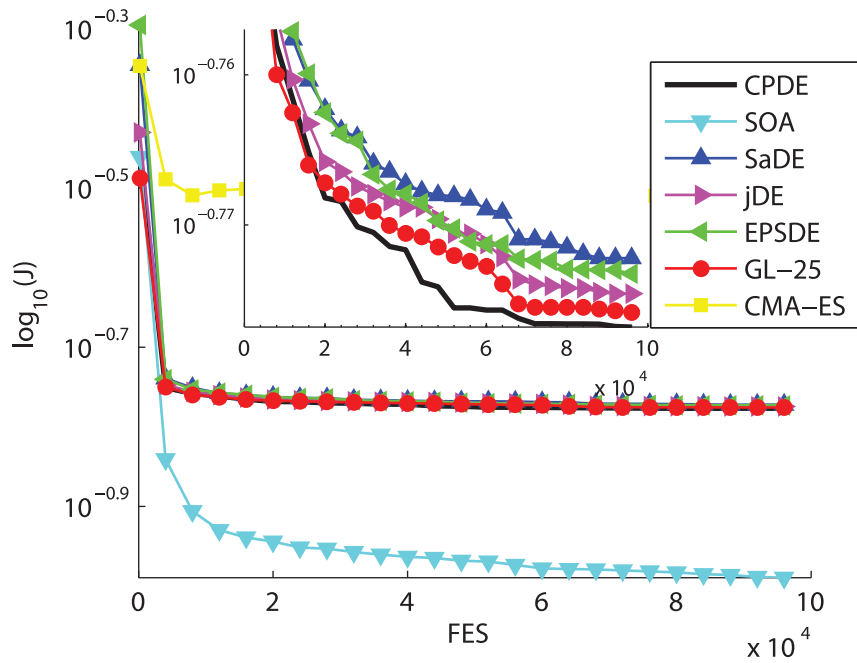 10^−0.3
10^−0.5
10^−0.7
10^−0.9
log10(J)
0
2
4
6
8
10
x 10^4
FES
10^−0.76
10^−0.77
0
2
4
6
8
10
x 10^4
CPDE
SOA
SaDE
jDE
EPSDE
GL−25
CMA−ES